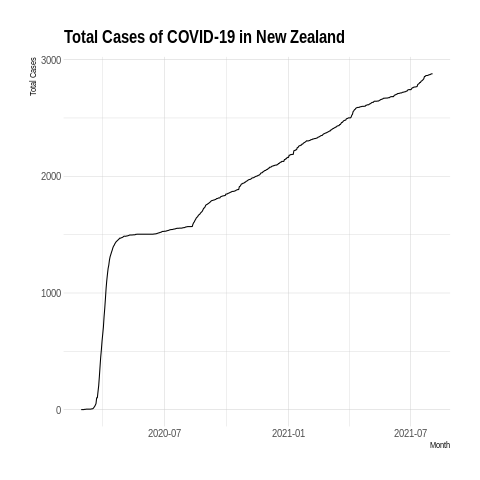 Total Cases of COVID-19 in New Zealand
Total Cases
3000
2000
1000
0
2020-07
2021-01
2021-07
Month